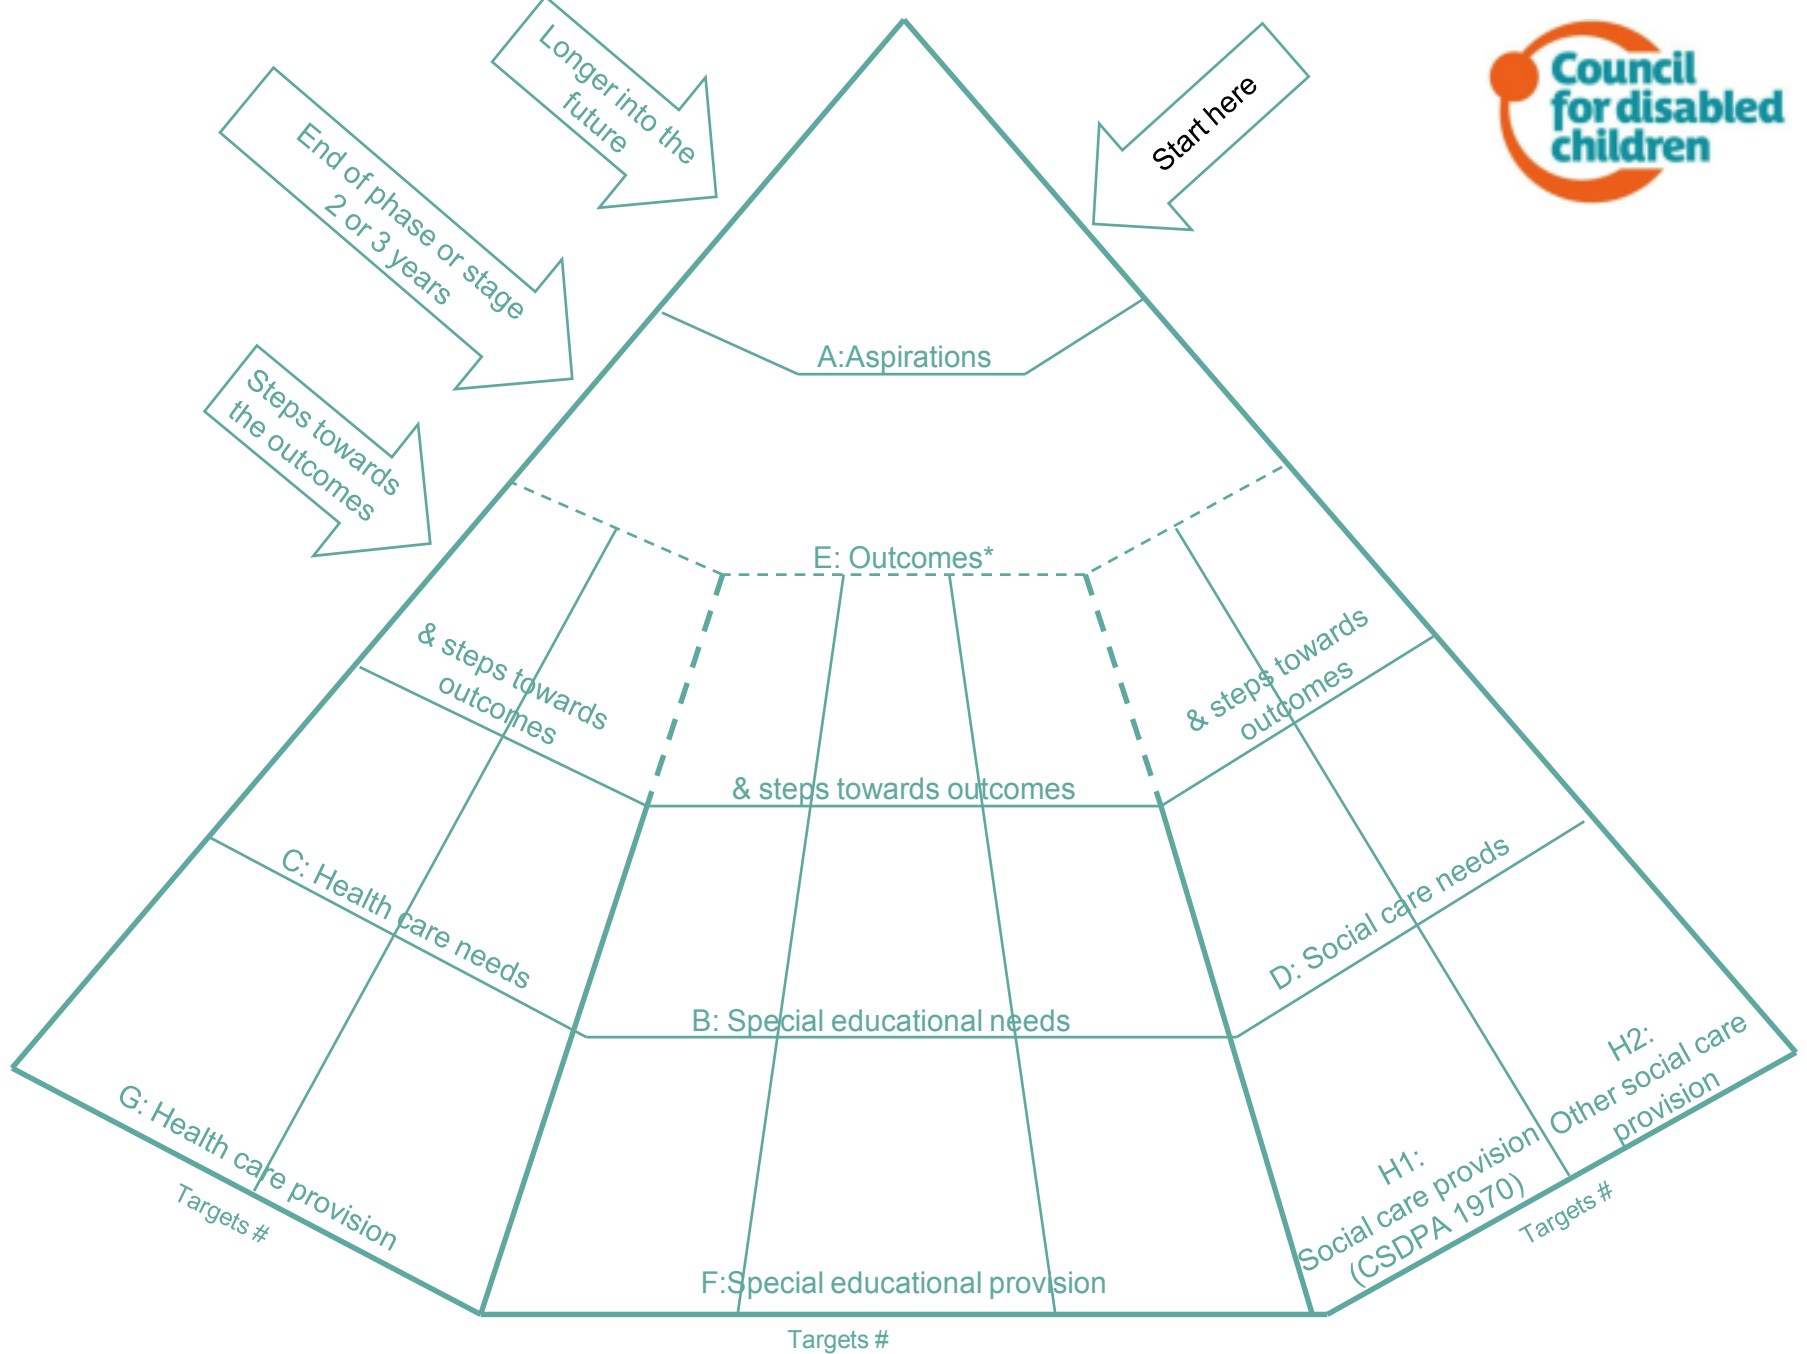 Longer into the
future
Start here
Council
for disabled
children
End of phase or stage
2 or 3 years
Steps towards
the outcomes
A:Aspirations
E: Outcomes*
& steps towards
outcomes
& steps towards outcomes
& steps towards
outcomes
C: Health care needs
B: Special educational needs
D: Social care needs
G: Health care provision
Targets #
F:Special educational provision
Targets #
H1:
Social care provision
(CSDPA 1970)
H2:
Other social care
provision
Targets #